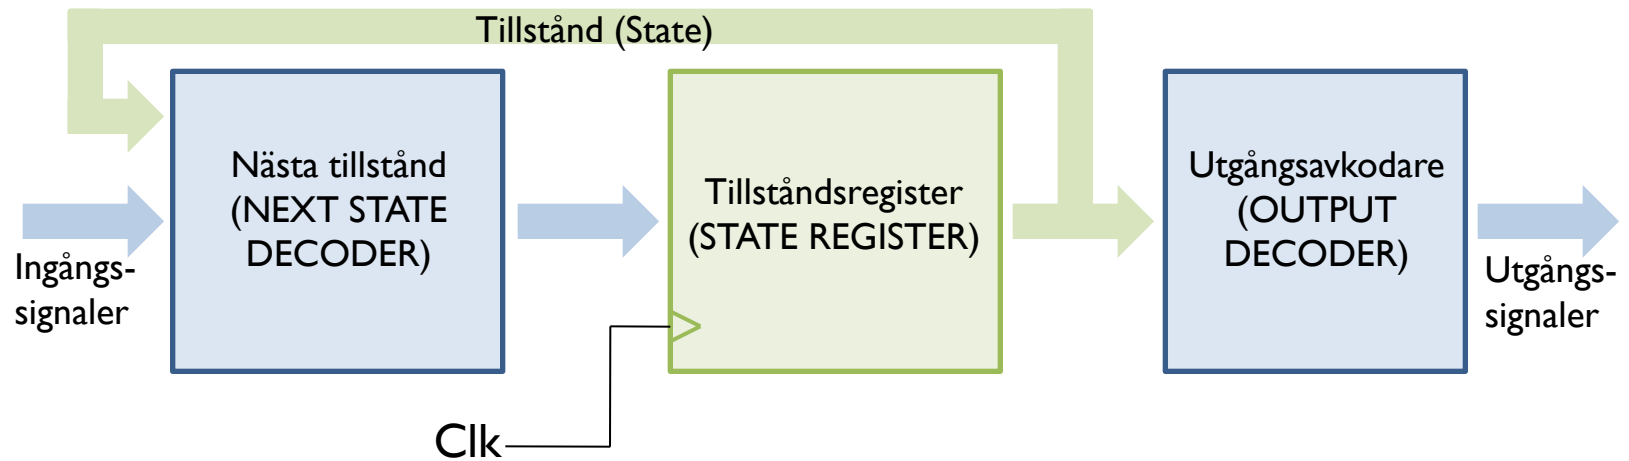 Tillstånd (State)
Nästa tillstånd
(NEXT STATE
DECODER)
Tillståndsregister
(STATE REGISTER)
Utgångsavkodare
(OUTPUT
DECODER)
Ingångs-
signaler
Utgångs-
signaler
Clk